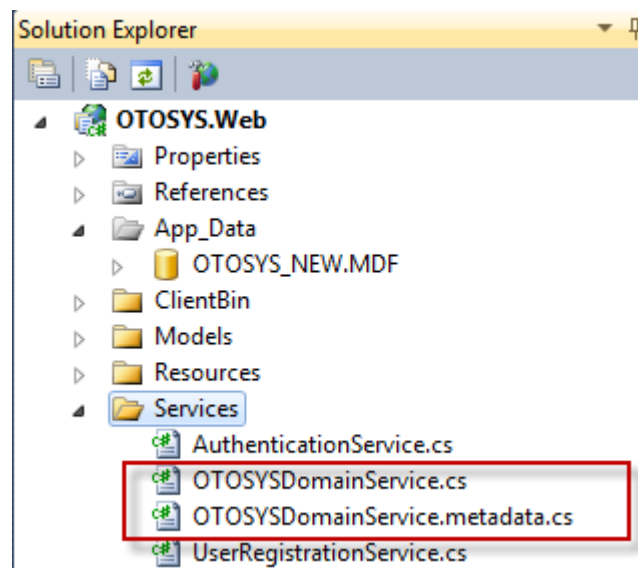 Solution Explorer
OTOSYS.Web
Properties
References
App_Data
OTOSYS_NEW.MDF
ClientBin
Models
Resources
Services
AuthenticationService.cs
OTOSYSDomainService.cs
OTOSYSDomainService.metadata.cs
UserRegistrationService.cs